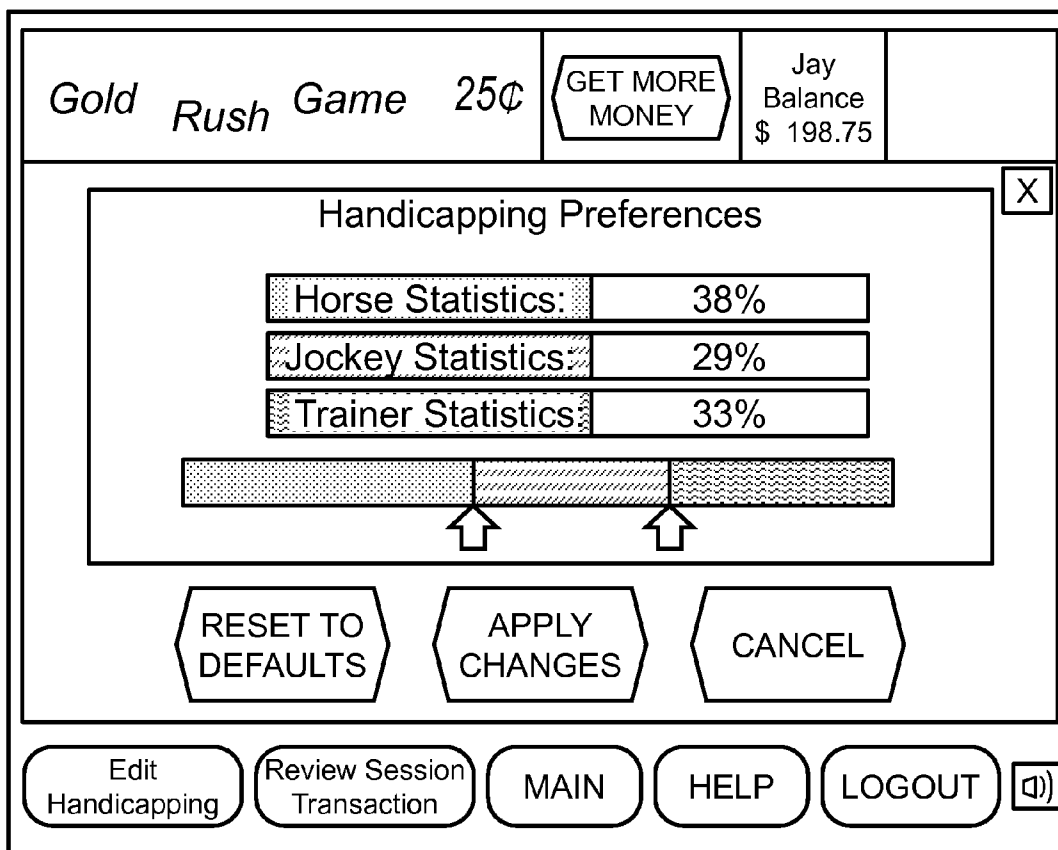 Gold Rush Game 25¢
GET MORE
MONEY
Jay
Balance
$ 198.75
X
Handicapping Preferences
Horse Statistics: 38%
Jockey Statistics: 29%
Trainer Statistics: 33%
RESET TO
DEFAULTS
APPLY
CHANGES
CANCEL
Edit
Handicapping
Review Session
Transaction
MAIN
HELP
LOGOUT